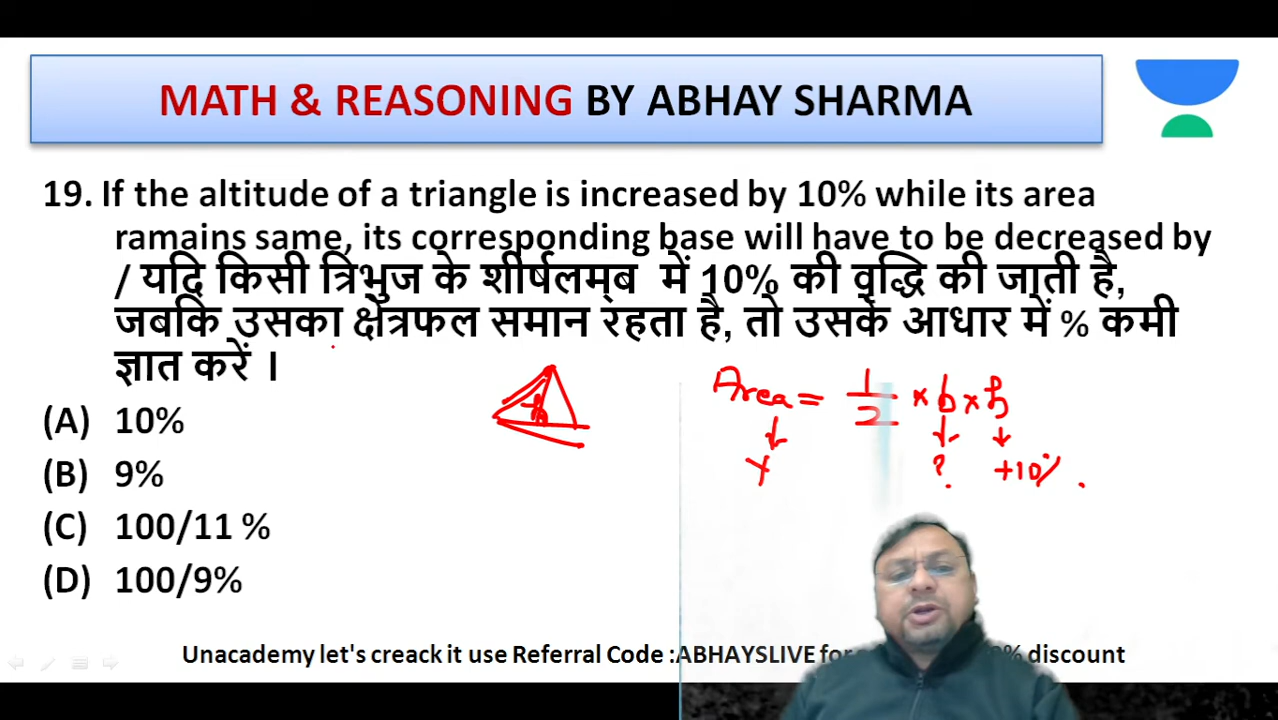 MATH & REASONING BY ABHAY SHARMA
19. If the altitude of a triangle is increased by 10% while its area
ramains same, its corresponding base will have to be decreased by
/ यदि किसी त्रिभुज के शीर्षलम्ब में 10% की वृद्धि की जाती है,
जबकि उसका क्षेत्रफल समान रहता है, तो उसके आधार में % कमी
ज्ञात करें ।
Area = 1/2 × b × h
? +10%
(A) 10%
(B) 9%
(C) 100/11 %
(D) 100/9%
Unacademy let's creack it use Referral Code :ABHAYSLIVE for discount